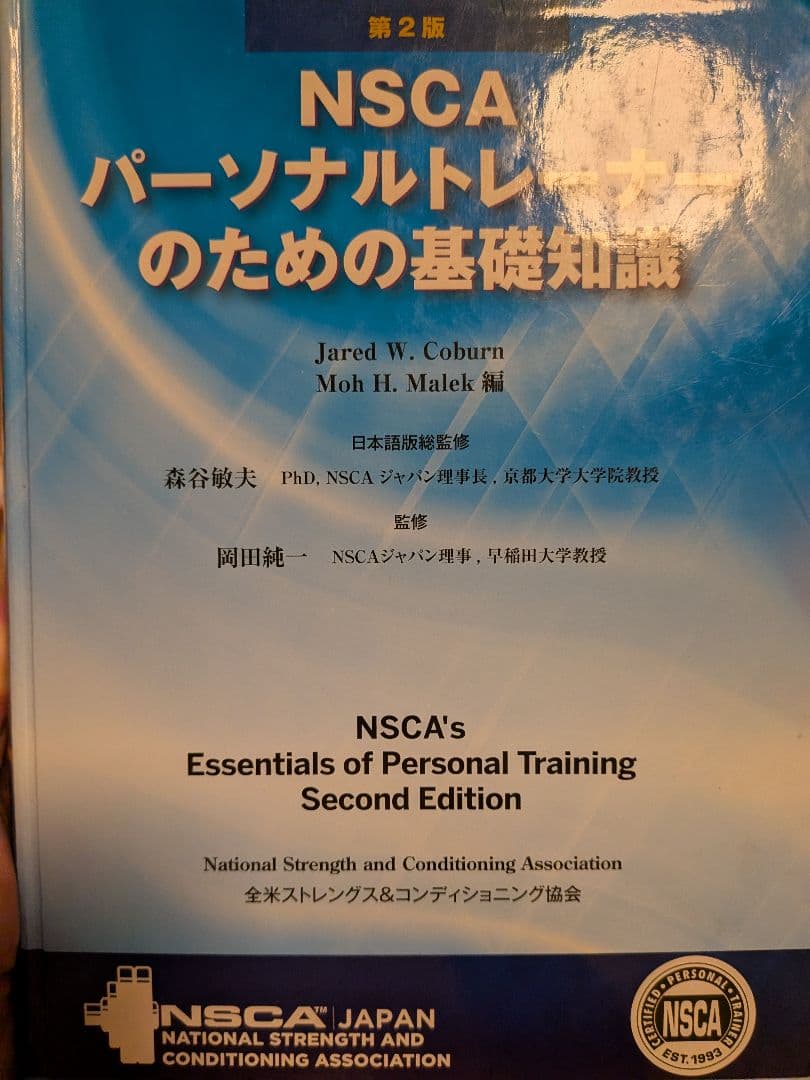 第2版
NSCA
パーソナルトレーナー
のための基礎知識
Jared W. Coburn
Moh H. Malek 編
日本語版総監修
森谷敏夫 PhD, NSCA ジャパン理事長 , 京都大学大学院教授
監修
岡田純一 NSCAジャパン理事 , 早稲田大学教授
NSCA's
Essentials of Personal Training
Second Edition
National Strength and Conditioning Association
全米ストレングス&コンディショニング協会
NSCA™ JAPAN
NATIONAL STRENGTH AND
CONDITIONING ASSOCIATION
CERTIFIED • PERSONAL • TRAINER
NSCA
EST. 1993